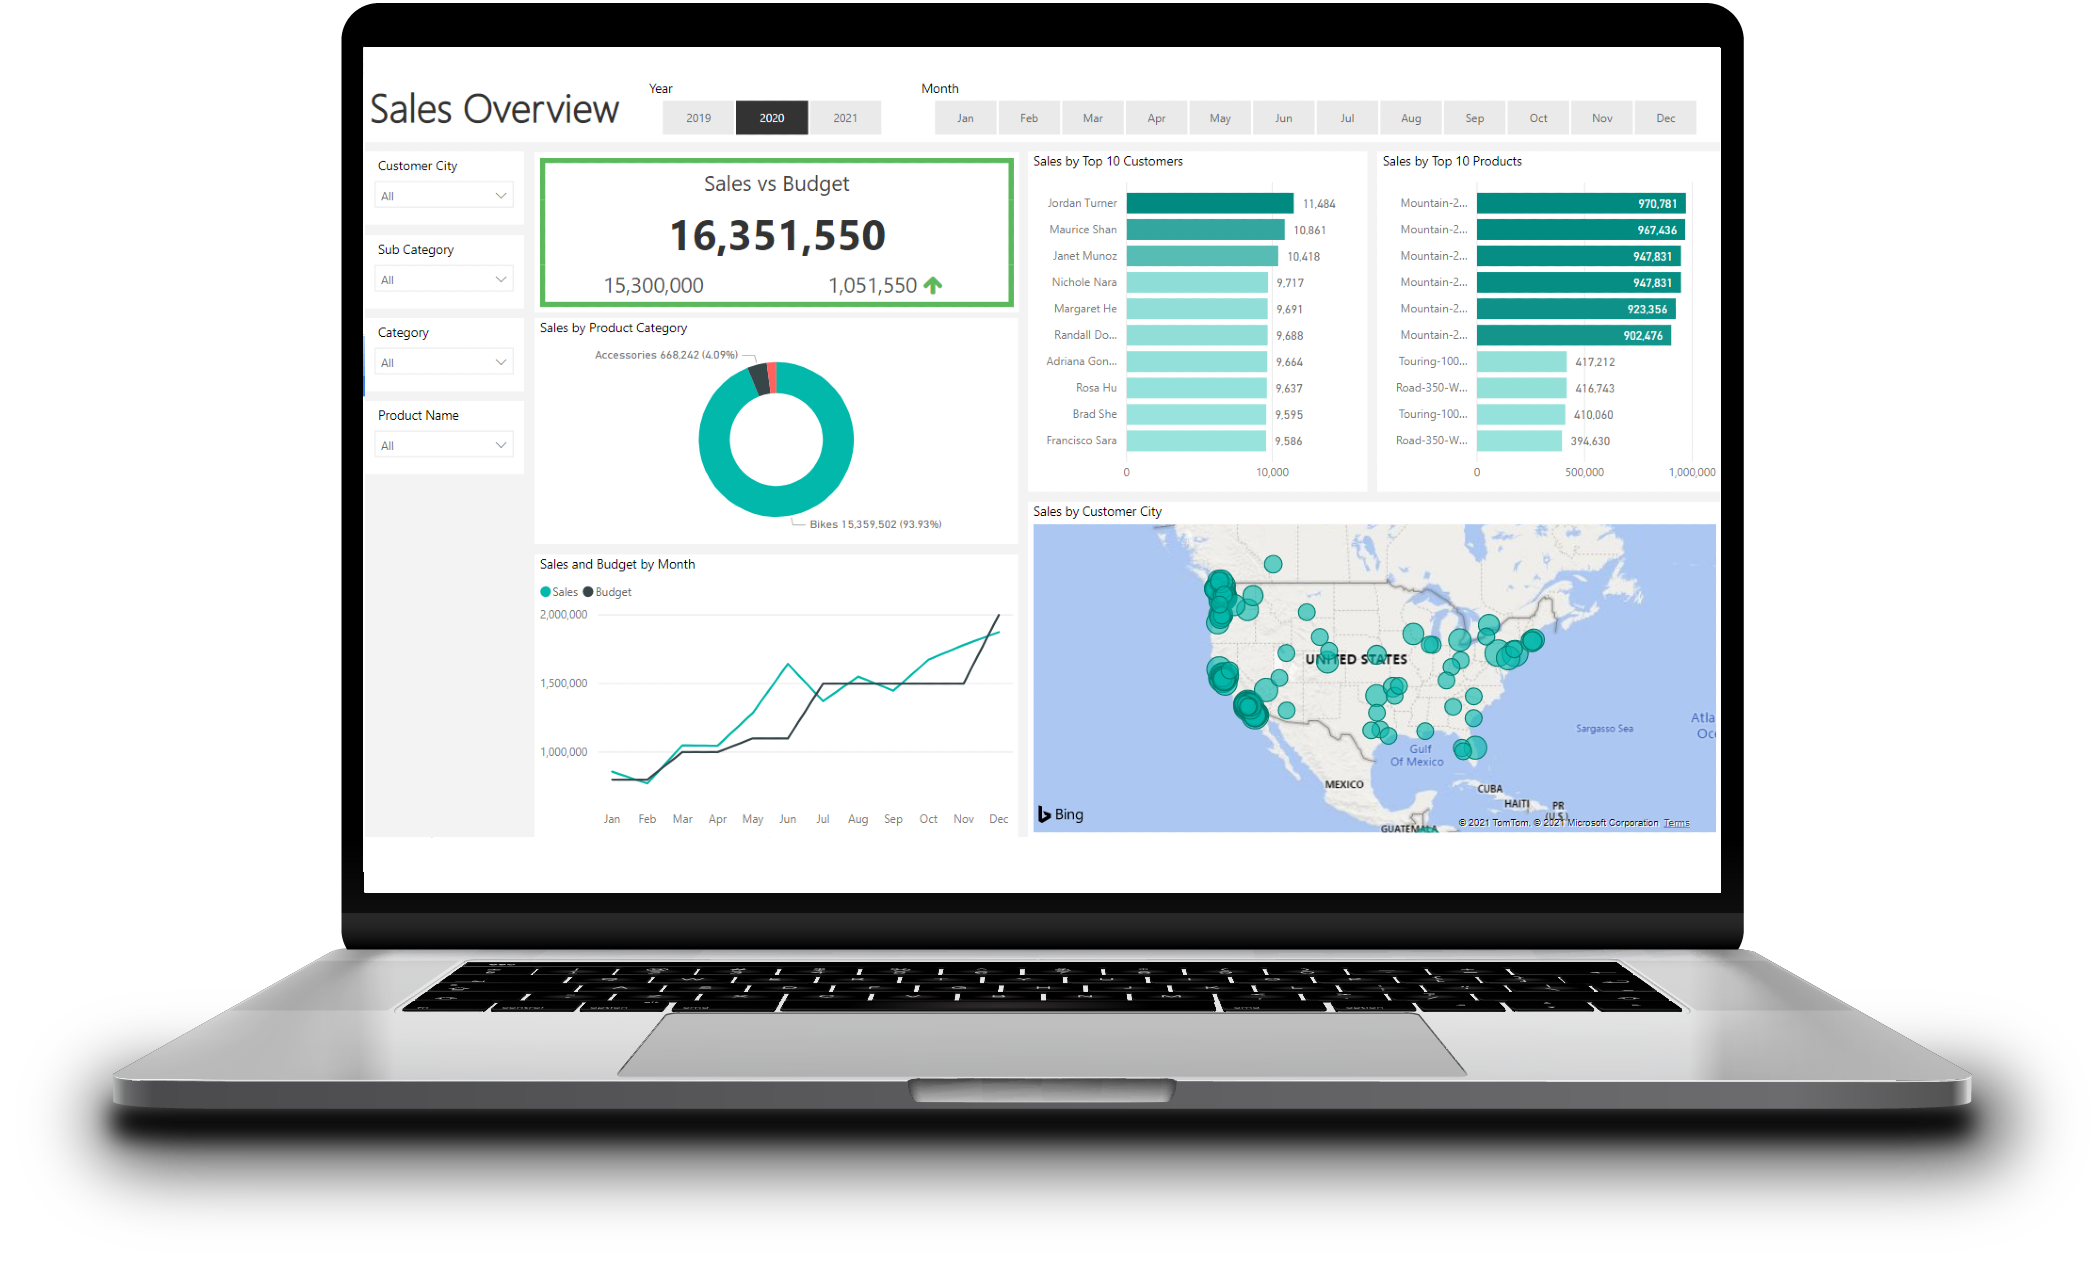 Sales Overview
Year
2019 2020 2021
Month
Jan Feb Mar Apr May Jun Jul Aug Sep Oct Nov Dec
Customer City
All
Sub Category
All
Category
All
Product Name
All
Sales vs Budget
16,351,550
15,300,000 1,051,550
Sales by Product Category
Accessories 668,242 (4.09%)
Bikes 15,359,502 (93.93%)
Sales and Budget by Month
Sales Budget
2,000,000
1,500,000
1,000,000
Jan Feb Mar Apr May Jun Jul Aug Sep Oct Nov Dec
Sales by Top 10 Customers
Jordan Turner 11,484
Maurice Shan 10,861
Janet Munoz 10,418
Nichole Nara 9,717
Margaret He 9,691
Randall Do... 9,688
Adriana Gon... 9,664
Rosa Hu 9,637
Brad She 9,595
Francisco Sara 9,586
0 10,000
Sales by Top 10 Products
Mountain-2... 970,781
Mountain-2... 967,436
Mountain-2... 947,831
Mountain-2... 947,831
Mountain-2... 923,356
Mountain-2... 902,476
Touring-100... 417,212
Road-350-W... 416,743
Touring-100... 410,060
Road-350-W... 394,630
0 500,000 1,000,000
Sales by Customer City
UNITED STATES
Sargasso Sea
Atla
Oc
Gulf
Of Mexico
MEXICO
CUBA
HAITI
PR
(U.S.)
GUATEMALA
Bing
© 2021 TomTom, © 2021 Microsoft Corporation Terms